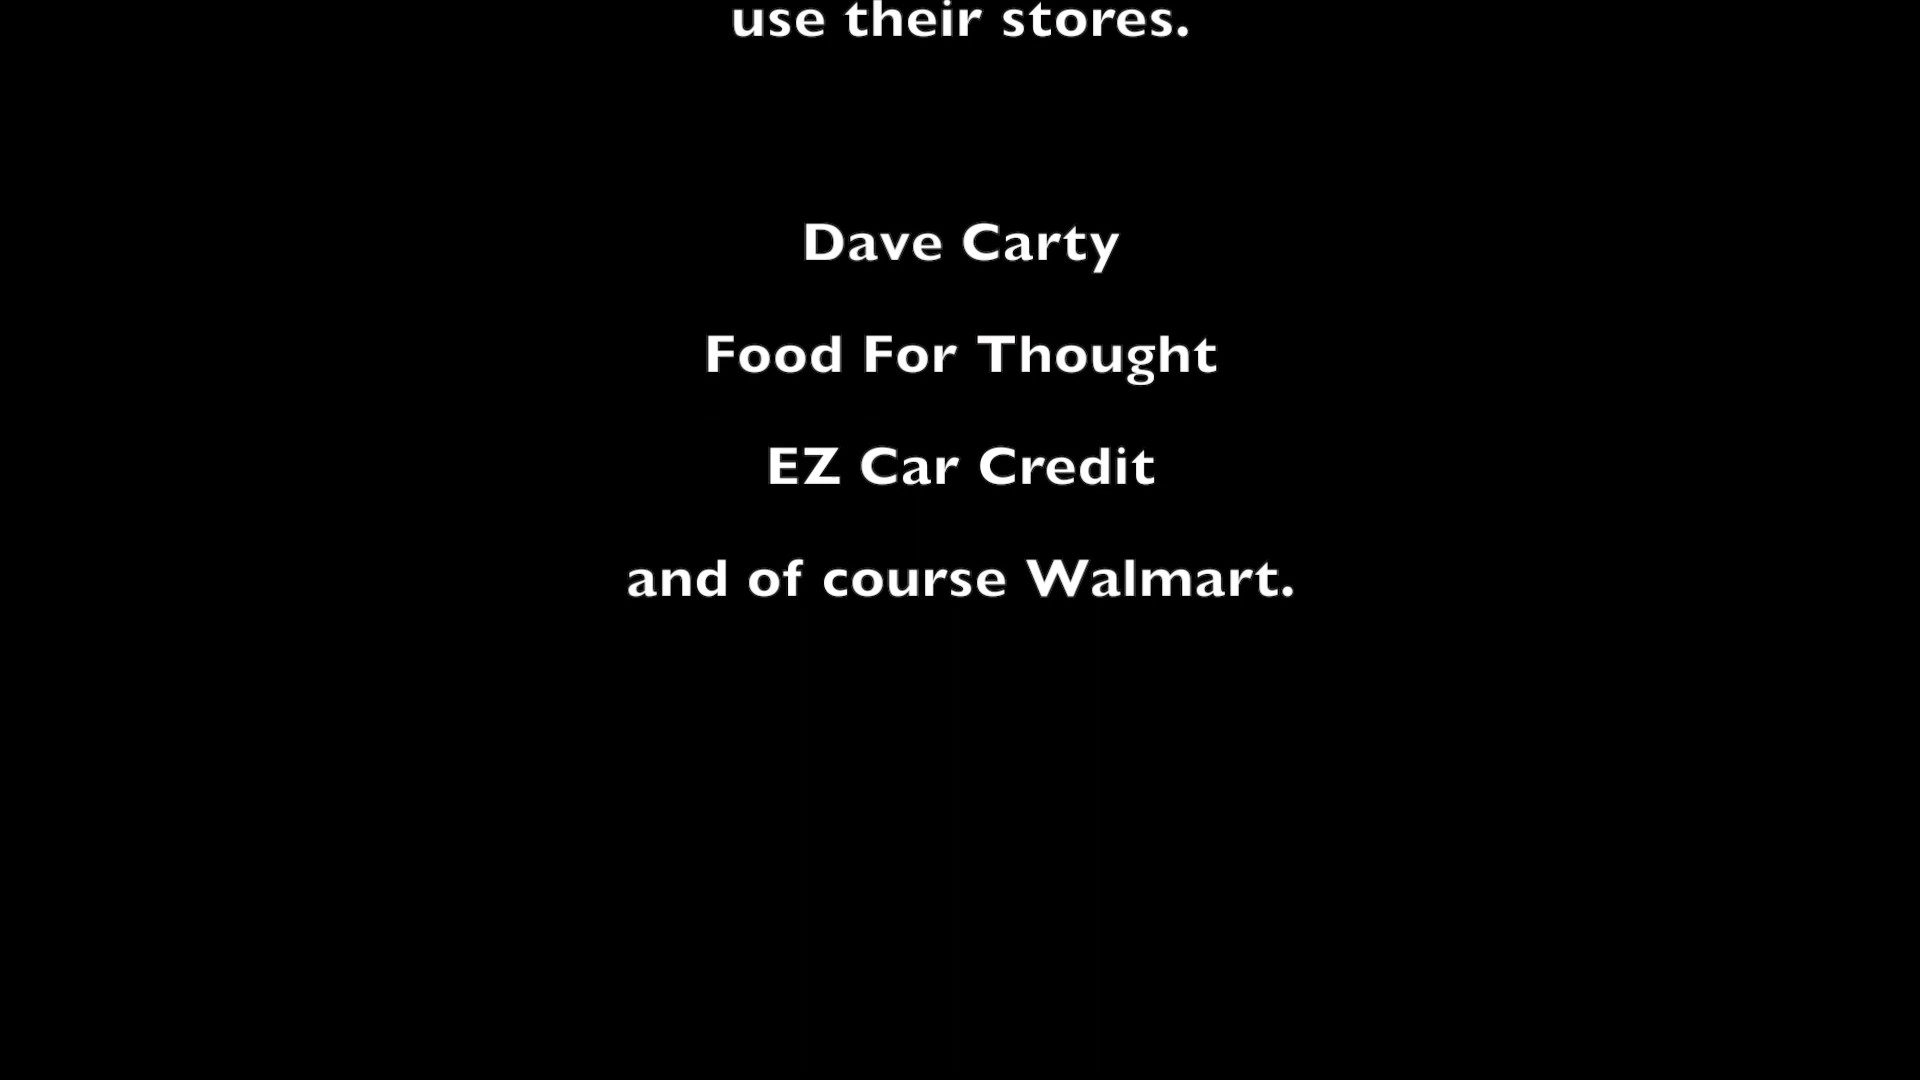 use their stores.
Dave Carty
Food For Thought
EZ Car Credit
and of course Walmart.